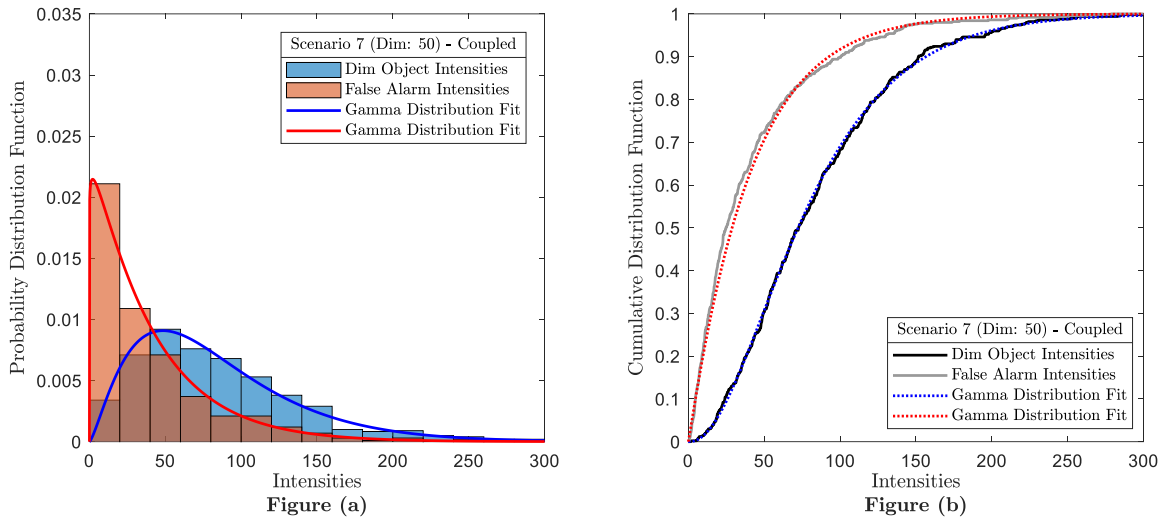 0.035
0.03
0.025
0.02
0.015
0.01
0.005
0
Probability Distribution Function
Scenario 7 (Dim: 50) - Coupled
Dim Object Intensities
False Alarm Intensities
Gamma Distribution Fit
Gamma Distribution Fit
0 50 100 150 200 250 300
Intensities
Figure (a)
1
0.9
0.8
0.7
0.6
0.5
0.4
0.3
0.2
0.1
0
Cumulative Distribution Function
Scenario 7 (Dim: 50) - Coupled
Dim Object Intensities
False Alarm Intensities
Gamma Distribution Fit
Gamma Distribution Fit
0 50 100 150 200 250 300
Intensities
Figure (b)